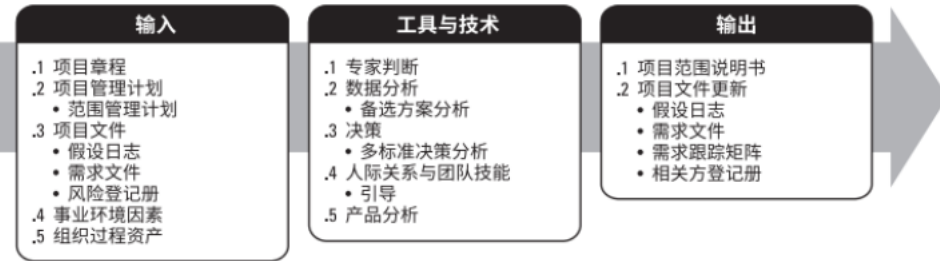 输入
.1 项目章程
.2 项目管理计划
• 范围管理计划
.3 项目文件
• 假设日志
• 需求文件
• 风险登记册
.4 事业环境因素
.5 组织过程资产
工具与技术
.1 专家判断
.2 数据分析
• 备选方案分析
.3 决策
• 多标准决策分析
.4 人际关系与团队技能
• 引导
.5 产品分析
输出
.1 项目范围说明书
.2 项目文件更新
• 假设日志
• 需求文件
• 需求跟踪矩阵
• 相关方登记册